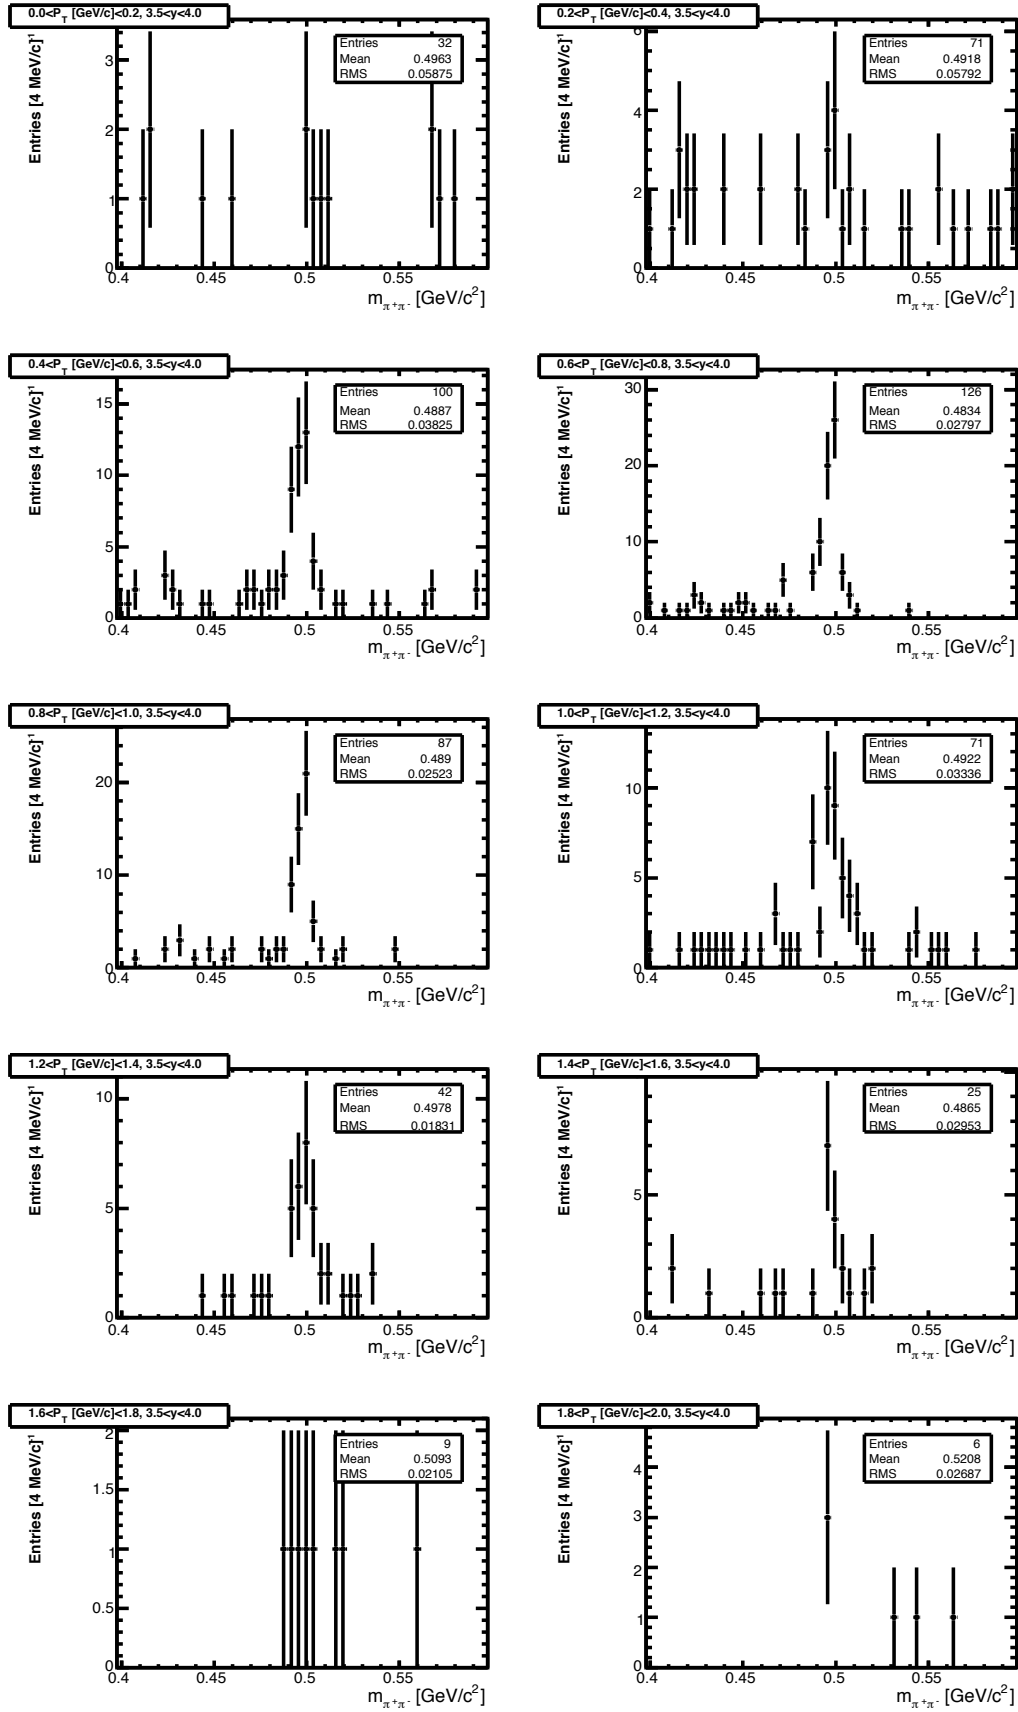 0.0<P_T [GeV/c]<0.2, 3.5<y<4.0
Entries [4 MeV/c]⁻¹
Entries 32
Mean 0.4963
RMS 0.05875
3
2
1
0
0.4 0.45 0.5 0.55
m_π⁺π⁻ [GeV/c²]
0.2<P_T [GeV/c]<0.4, 3.5<y<4.0
Entries [4 MeV/c]⁻¹
Entries 71
Mean 0.4918
RMS 0.05792
6
4
2
0
0.4 0.45 0.5 0.55
m_π⁺π⁻ [GeV/c²]
0.4<P_T [GeV/c]<0.6, 3.5<y<4.0
Entries [4 MeV/c]⁻¹
Entries 100
Mean 0.4887
RMS 0.03825
15
10
5
0
0.4 0.45 0.5 0.55
m_π⁺π⁻ [GeV/c²]
0.6<P_T [GeV/c]<0.8, 3.5<y<4.0
Entries [4 MeV/c]⁻¹
Entries 126
Mean 0.4834
RMS 0.02797
30
20
10
0
0.4 0.45 0.5 0.55
m_π⁺π⁻ [GeV/c²]
0.8<P_T [GeV/c]<1.0, 3.5<y<4.0
Entries [4 MeV/c]⁻¹
Entries 87
Mean 0.489
RMS 0.02523
20
10
0
0.4 0.45 0.5 0.55
m_π⁺π⁻ [GeV/c²]
1.0<P_T [GeV/c]<1.2, 3.5<y<4.0
Entries [4 MeV/c]⁻¹
Entries 71
Mean 0.4922
RMS 0.03336
10
5
0
0.4 0.45 0.5 0.55
m_π⁺π⁻ [GeV/c²]
1.2<P_T [GeV/c]<1.4, 3.5<y<4.0
Entries [4 MeV/c]⁻¹
Entries 42
Mean 0.4978
RMS 0.01831
10
5
0
0.4 0.45 0.5 0.55
m_π⁺π⁻ [GeV/c²]
1.4<P_T [GeV/c]<1.6, 3.5<y<4.0
Entries [4 MeV/c]⁻¹
Entries 25
Mean 0.4865
RMS 0.02953
5
0
0.4 0.45 0.5 0.55
m_π⁺π⁻ [GeV/c²]
1.6<P_T [GeV/c]<1.8, 3.5<y<4.0
Entries [4 MeV/c]⁻¹
Entries 9
Mean 0.5093
RMS 0.02105
2
1.5
1
0.5
0
0.4 0.45 0.5 0.55
m_π⁺π⁻ [GeV/c²]
1.8<P_T [GeV/c]<2.0, 3.5<y<4.0
Entries [4 MeV/c]⁻¹
Entries 6
Mean 0.5208
RMS 0.02687
4
3
2
1
0
0.4 0.45 0.5 0.55
m_π⁺π⁻ [GeV/c²]